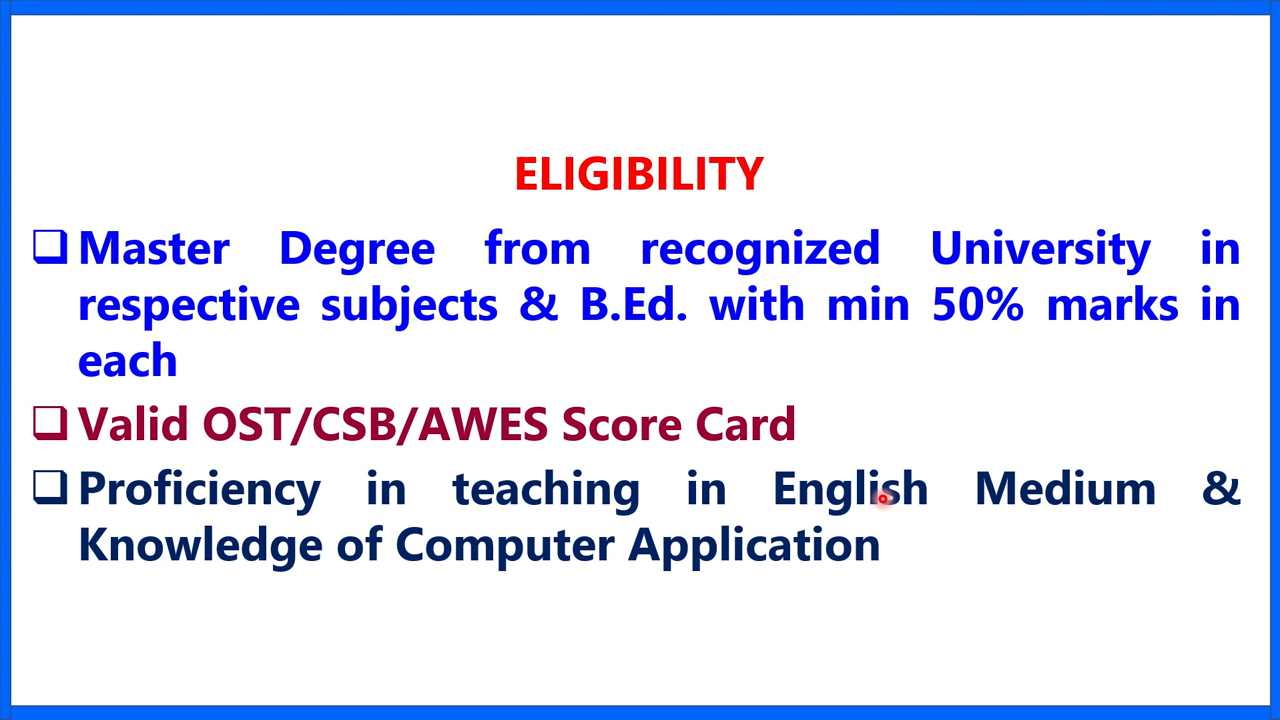 ELIGIBILITY
Master Degree from recognized University in
respective subjects & B.Ed. with min 50% marks in
each
Valid OST/CSB/AWES Score Card
Proficiency in teaching in English Medium &
Knowledge of Computer Application